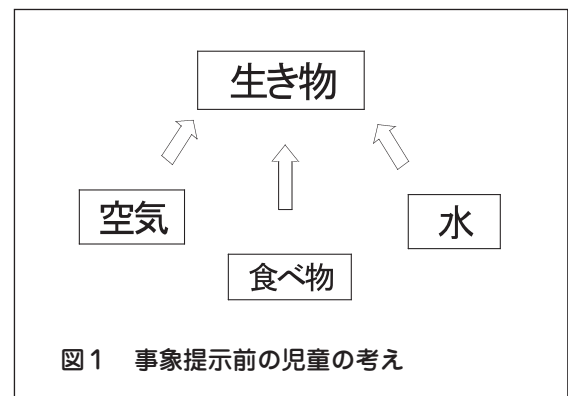 生き物
空気
水
食べ物
図1 事象提示前の児童の考え